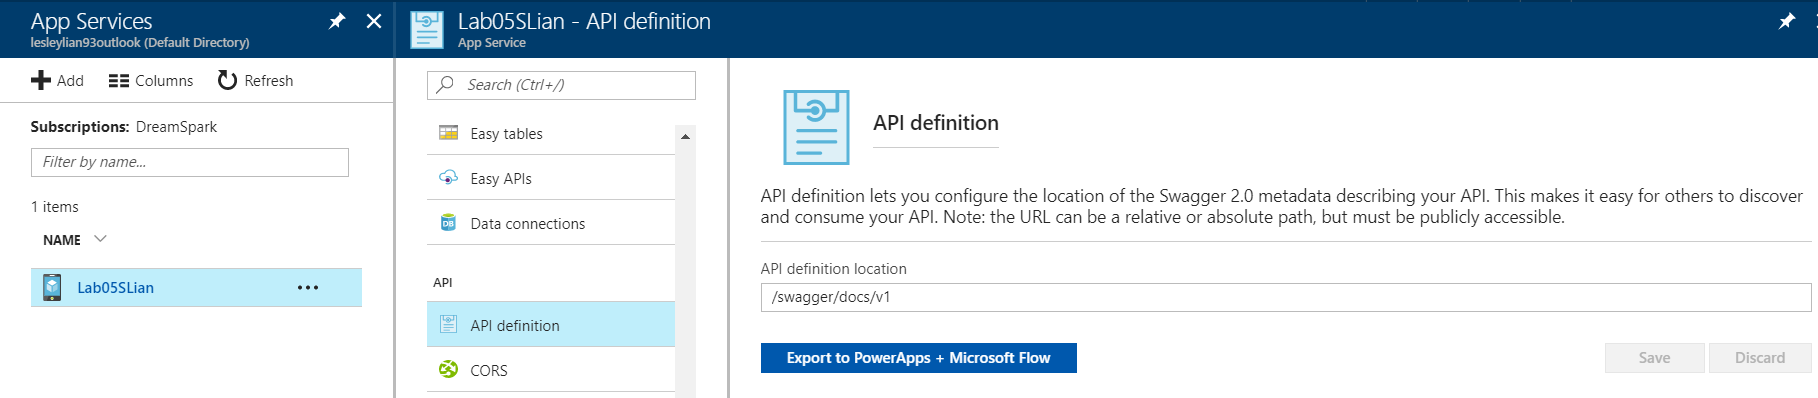 App Services
lesleylian93outlook (Default Directory)
Add
Columns
Refresh
Subscriptions: DreamSpark
Filter by name...
1 items
NAME
Lab05SLian
Lab05SLian - API definition
App Service
Search (Ctrl+/)
Easy tables
Easy APIs
DB
Data connections
API
API definition
CORS
API definition
API definition lets you configure the location of the Swagger 2.0 metadata describing your API. This makes it easy for others to discover
and consume your API. Note: the URL can be a relative or absolute path, but must be publicly accessible.
API definition location
/swagger/docs/v1
Export to PowerApps + Microsoft Flow
Save
Discard